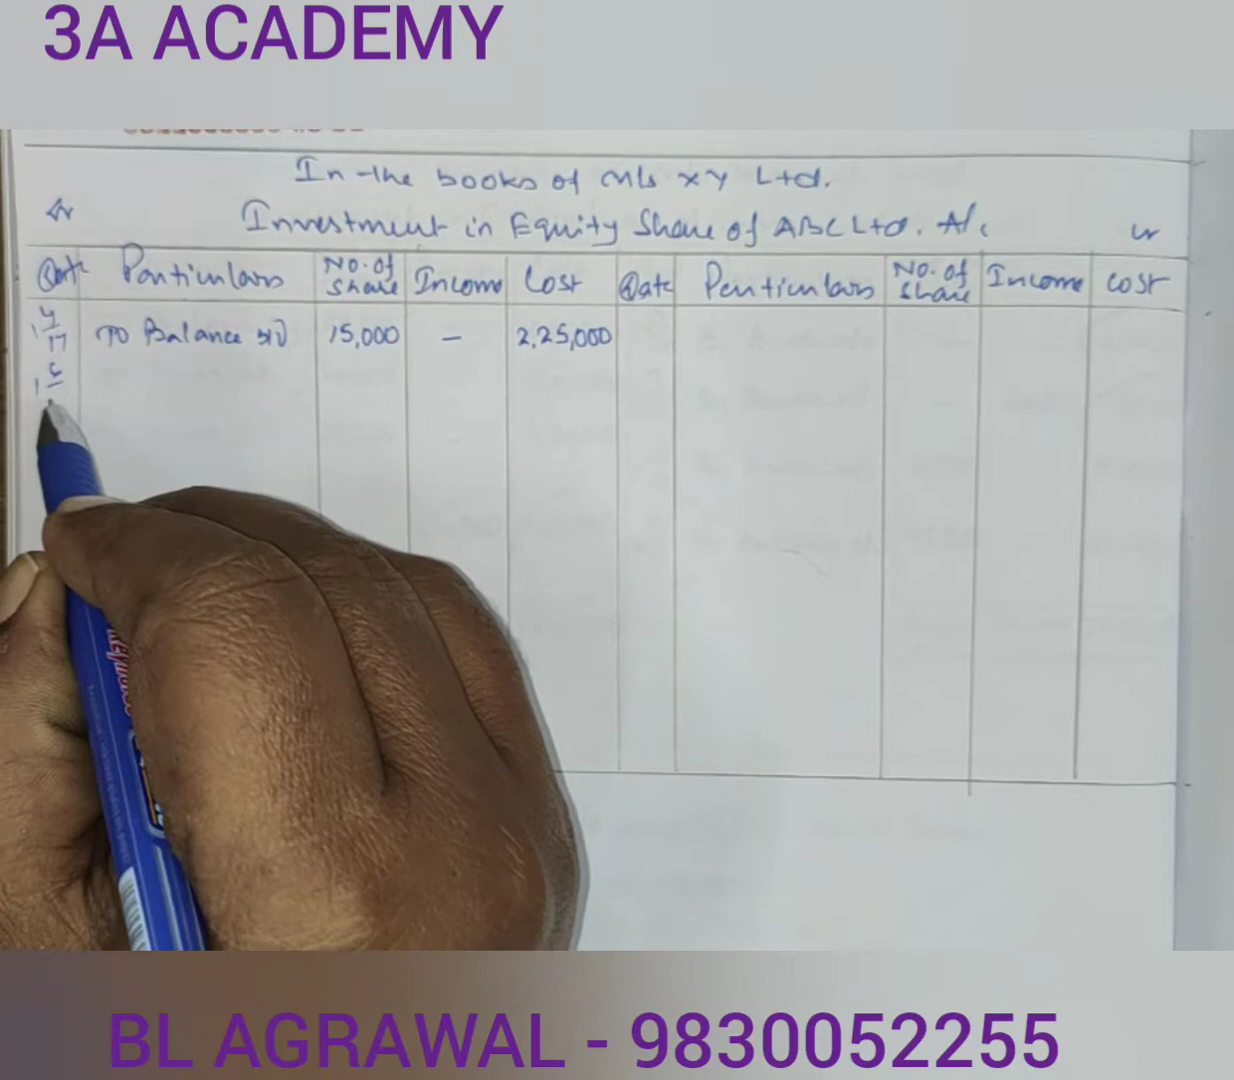 3A ACADEMY
In the books of M/s XY Ltd.
Dr
Investment in Equity Share of ABC Ltd. A/c
Cr
Date Particulars No. of Share Income Cost Date Particulars No. of Share Income Cost
1/4/17 To Balance b/d 15,000 - 2,25,000
1/6
BL AGRAWAL - 9830052255